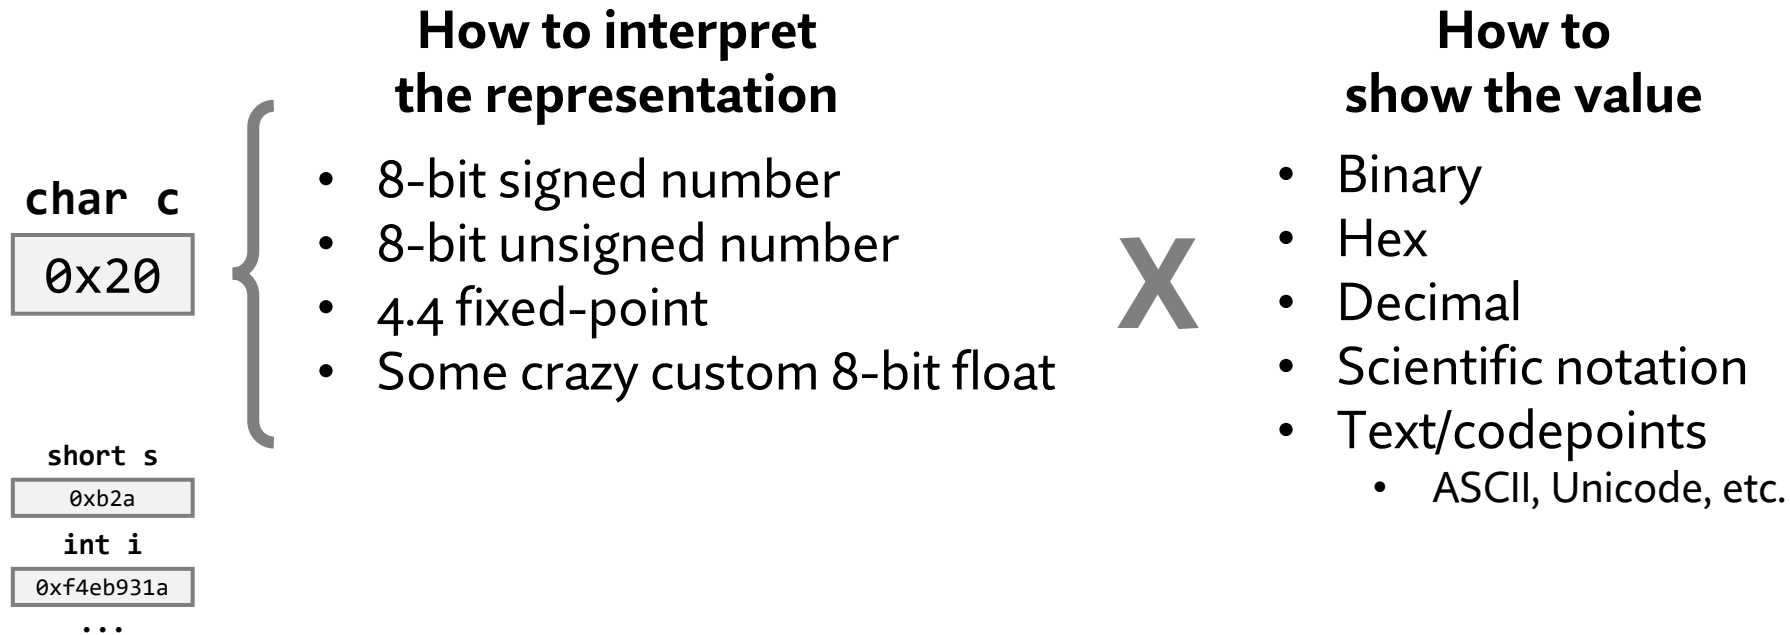 How to interpret
the representation
How to
show the value
char c
0x20
• 8-bit signed number
• 8-bit unsigned number
• 4.4 fixed-point
• Some crazy custom 8-bit float
X
• Binary
• Hex
• Decimal
• Scientific notation
• Text/codepoints
• ASCII, Unicode, etc.
short s
0xb2a
int i
0xf4eb931a
...